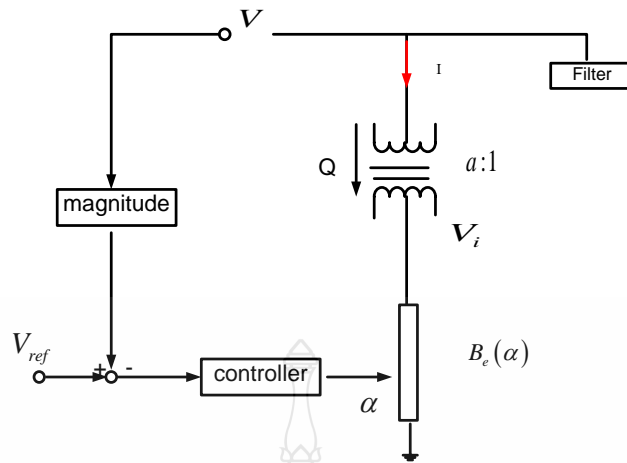 V
I
Filter
Q
a:1
magnitude
V_i
V_ref
+
-
controller
α
B_e(α)